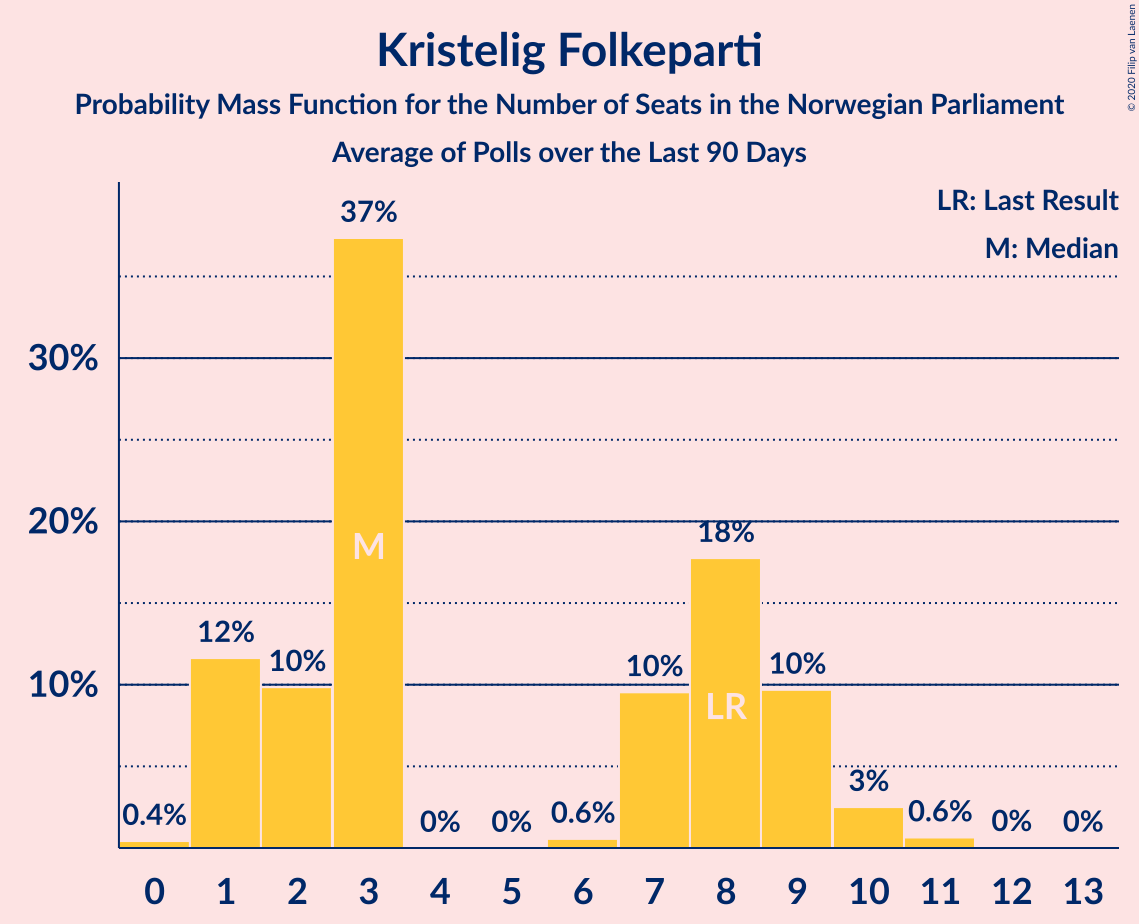 Kristelig Folkeparti
Probability Mass Function for the Number of Seats in the Norwegian Parliament
Average of Polls over the Last 90 Days
© 2020 Filip van Laenen
LR: Last Result
M: Median
37%
30%
M
20%
18%
12%
10%
10%
10%
10%
LR
3%
0.4%
0%
0%
0.6%
0.6%
0%
0%
0 1 2 3 4 5 6 7 8 9 10 11 12 13